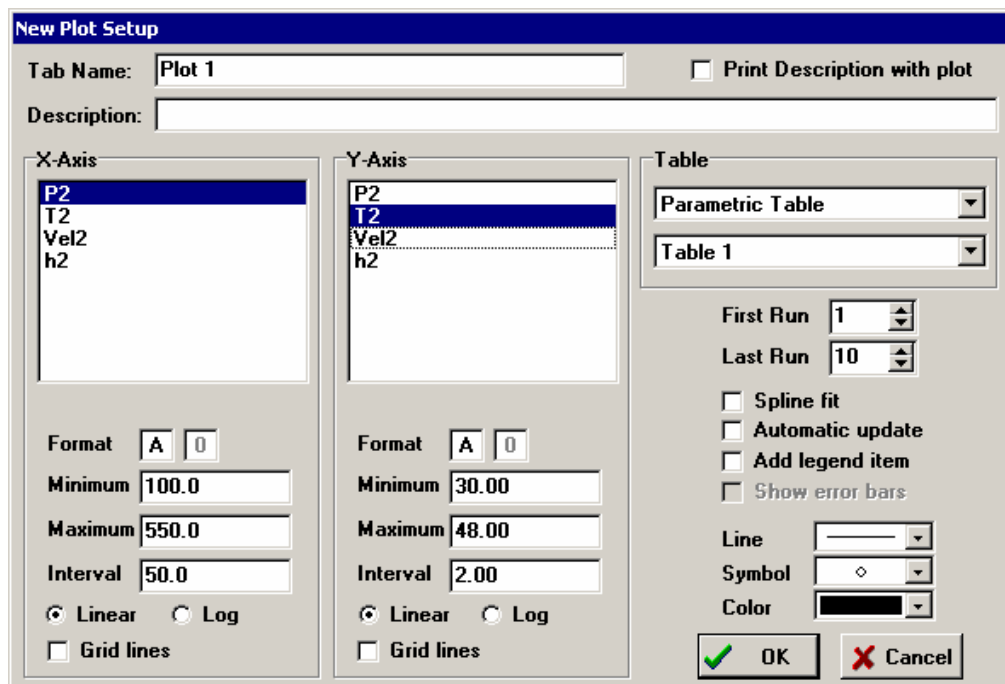 New Plot Setup
Tab Name: Plot 1
Print Description with plot
Description:
X-Axis
P2
T2
Vel2
h2
Format A 0
Minimum 100.0
Maximum 550.0
Interval 50.0
Linear Log
Grid lines
Y-Axis
P2
T2
Vel2
h2
Format A 0
Minimum 30.00
Maximum 48.00
Interval 2.00
Linear Log
Grid lines
Table
Parametric Table
Table 1
First Run 1
Last Run 10
Spline fit
Automatic update
Add legend item
Show error bars
Line
Symbol
Color
OK Cancel